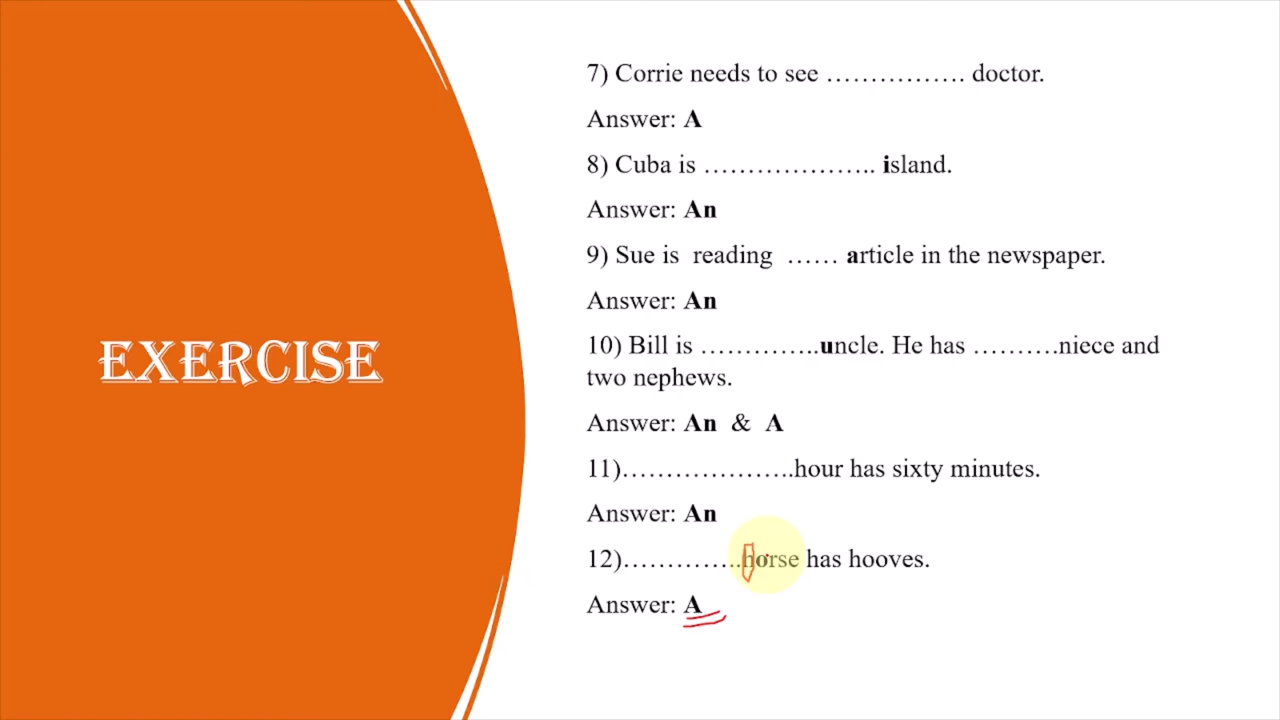 EXERCISE
7) Corrie needs to see ……………. doctor.
Answer: A
8) Cuba is ……………….. island.
Answer: An
9) Sue is reading …… article in the newspaper.
Answer: An
10) Bill is …………..uncle. He has ……….niece and
two nephews.
Answer: An & A
11)………………..hour has sixty minutes.
Answer: An
12)…………..horse has hooves.
Answer: A